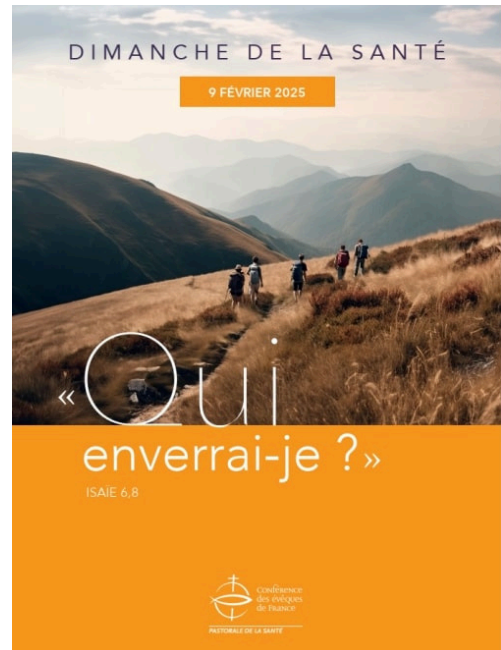 DIMANCHE DE LA SANTÉ
9 FÉVRIER 2025
« Qui
enverrai-je ? »
ISAÏE 6,8
Conférence
des évêques
de France
PASTORALE DE LA SANTÉ